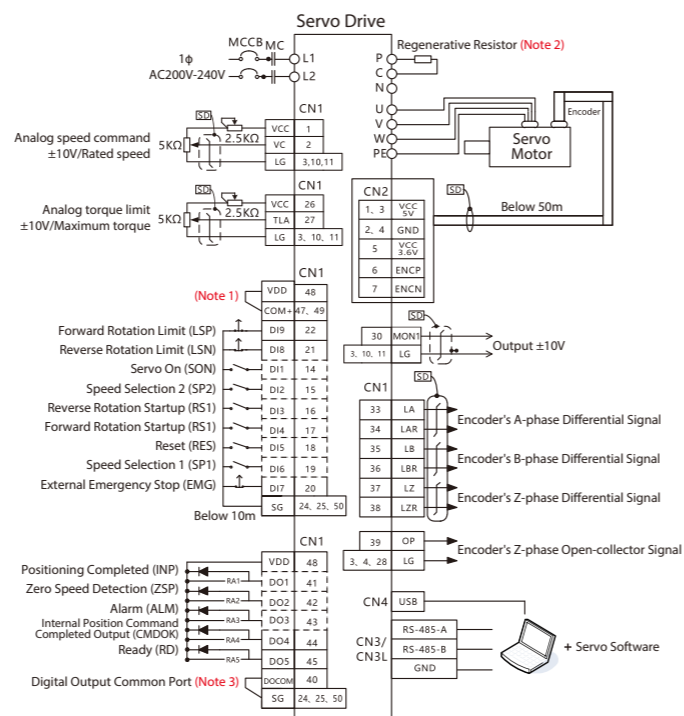 Servo Drive
MCCB MC
1ϕ
AC200V-240V
L1
L2
P
C
N
U
V
W
PE
Regenerative Resistor (Note 2)
Encoder
Servo
Motor
CN1
SD
Analog speed command
±10V/Rated speed
5KΩ
2.5KΩ
VCC 1
VC 2
LG 3,10,11
CN1
SD
Analog torque limit
±10V/Maximum torque
5KΩ
2.5KΩ
VCC 26
TLA 27
LG 3、10、11
CN2
1、3 VCC 5V
2、4 GND
5 VCC 3.6V
6 ENCP
7 ENCN
SD
Below 50m
CN1
(Note 1)
VDD 48
COM+ 47、49
Forward Rotation Limit (LSP) DI9 22
Reverse Rotation Limit (LSN) DI8 21
Servo On (SON) DI1 14
Speed Selection 2 (SP2) DI2 15
Reverse Rotation Startup (RS1) DI3 16
Forward Rotation Startup (RS1) DI4 17
Reset (RES) DI5 18
Speed Selection 1 (SP1) DI6 19
External Emergency Stop (EMG) DI7 20
SG 24、25、50
Below 10m
SD
30 MON1
3、10、11 LG
Output ±10V
CN1
SD
33 LA
34 LAR
Encoder's A-phase Differential Signal
35 LB
36 LBR
Encoder's B-phase Differential Signal
37 LZ
38 LZR
Encoder's Z-phase Differential Signal
39 OP
3、4、28 LG
Encoder's Z-phase Open-collector Signal
CN1
VDD 48
Positioning Completed (INP)
RA1 DO1 41
Zero Speed Detection (ZSP)
RA2 DO2 42
Alarm (ALM)
RA3 DO3 43
Internal Position Command
Completed Output (CMDOK)
RA4 DO4 44
Ready (RD)
RA5 DO5 45
Digital Output Common Port (Note 3)
DOCOM 40
SG 24、25、50
CN4 USB
CN3/
CN3L
RS-485-A
RS-485-B
GND
+ Servo Software